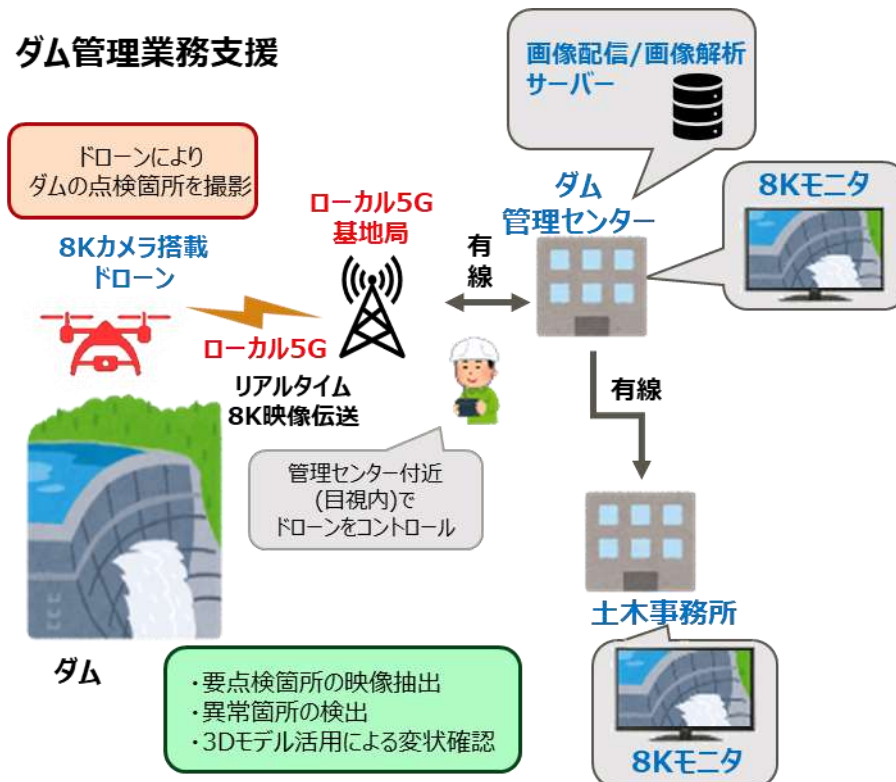 ダム管理業務支援
画像配信/画像解析
サーバー
ドローンにより
ダムの点検箇所を撮影
8Kカメラ搭載
ドローン
ローカル5G
基地局
有
線
ダム
管理センター
8Kモニタ
ローカル5G
リアルタイム
8K映像伝送
有線
管理センター付近
(目視内)で
ドローンをコントロール
土木事務所
ダム
・要点検箇所の映像抽出
・異常箇所の検出
・3Dモデル活用による変状確認
8Kモニタ